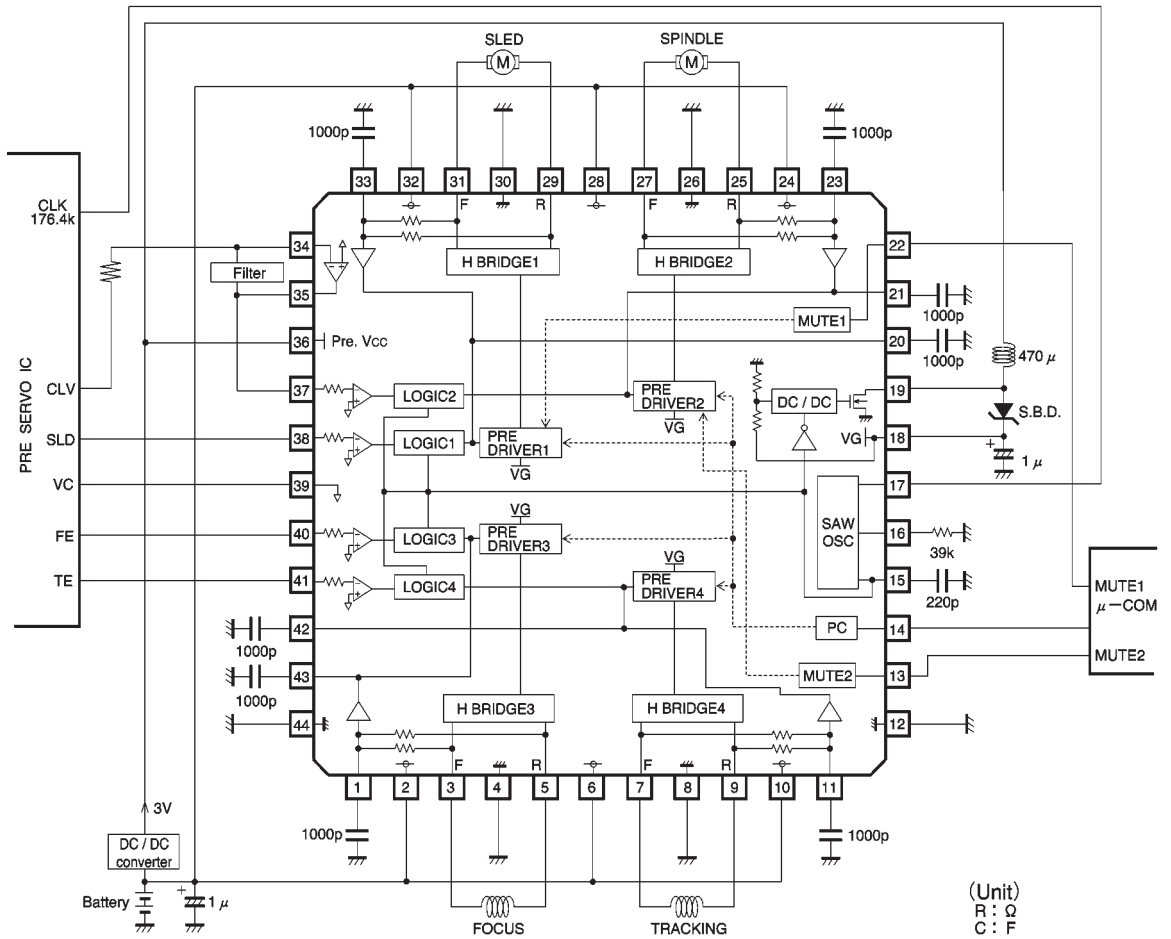 SLED SPINDLE
M M
1000p 1000p
33 32 31 30 29 28 27 26 25 24 23
F R F R
CLK
176.4k
PRE SERVO IC
CLV
SLD
VC
FE
TE
34
Filter
35
36
Pre. Vcc
37
38
39
40
41
42
43
44
1000p
1000p
H BRIDGE1 H BRIDGE2
MUTE1
LOGIC2
LOGIC1
LOGIC3
LOGIC4
PRE
DRIVER2
VG
PRE
DRIVER1
VG
VG
PRE
DRIVER3
VG
PRE
DRIVER4
DC / DC
VG
SAW
OSC
PC
MUTE2
H BRIDGE3 H BRIDGE4
22
21
1000p
20
1000p
470 μ
19
S.B.D.
18
1 μ
+
17
16
39k
15
220p
14
13
12
MUTE1
μ－COM
MUTE2
F R F R
1 2 3 4 5 6 7 8 9 10 11
3V
1000p 1000p
DC / DC
converter
Battery
+
1 μ
FOCUS TRACKING
(Unit)
R : Ω
C : F